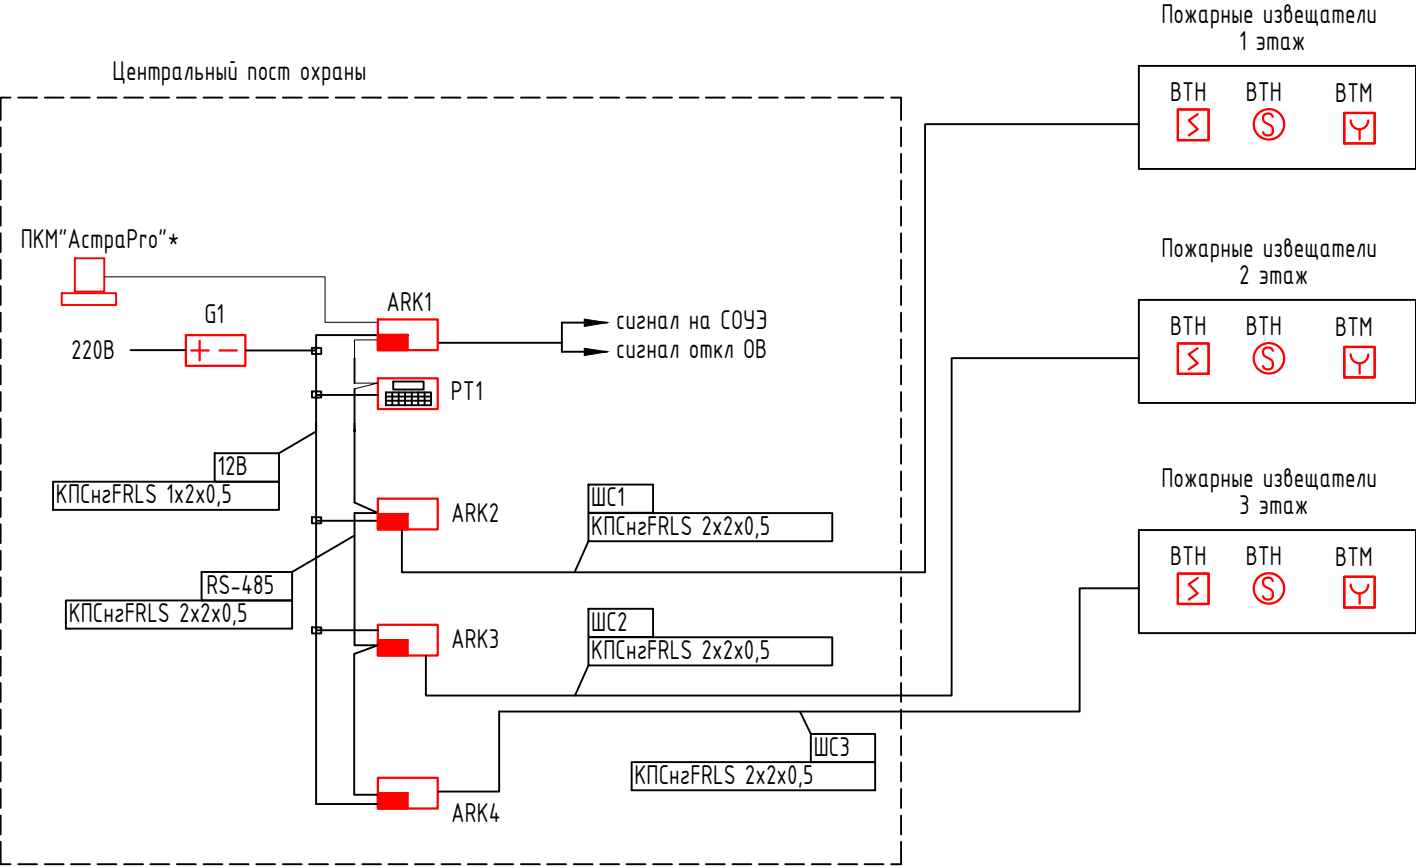 Пожарные извещатели
1 этаж
Центральный пост охраны
ВТН ВТН ВТМ
S
ПКМ"АстраPro"*
Пожарные извещатели
2 этаж
ВТН ВТН ВТМ
S
ARK1
G1
220В
сигнал на СОУЭ
сигнал откл ОВ
PT1
12В
КПСнгFRLS 1х2х0,5
ARK2
ШС1
КПСнгFRLS 2х2х0,5
Пожарные извещатели
3 этаж
ВТН ВТН ВТМ
S
RS-485
КПСнгFRLS 2х2х0,5
ARK3
ШС2
КПСнгFRLS 2х2х0,5
ШС3
КПСнгFRLS 2х2х0,5
ARK4